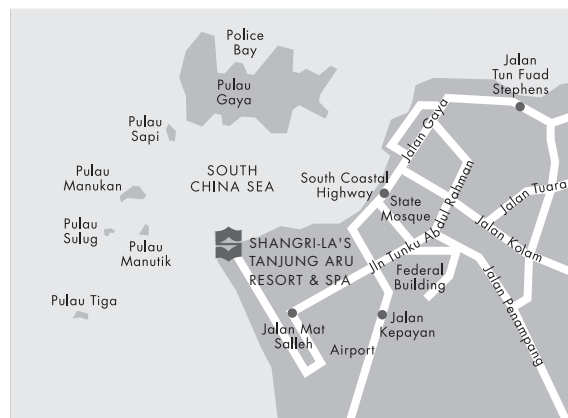 Police
Bay
Pulau
Gaya
Jalan
Tun Fuad
Stephens
Pulau
Sapi
Jalan Gaya
Pulau
Manukan
SOUTH
CHINA SEA
South Coastal
Highway
State
Mosque
Jalan Tuara
Pulau
Sulug
Pulau
Manutik
SHANGRI-LA'S
TANJUNG ARU
RESORT & SPA
Jln Tunku Abdul Rahman
Jalan Kolam
Federal
Building
Pulau Tiga
Jalan Mat
Salleh
Jalan
Kepayan
Jalan Penampang
Airport